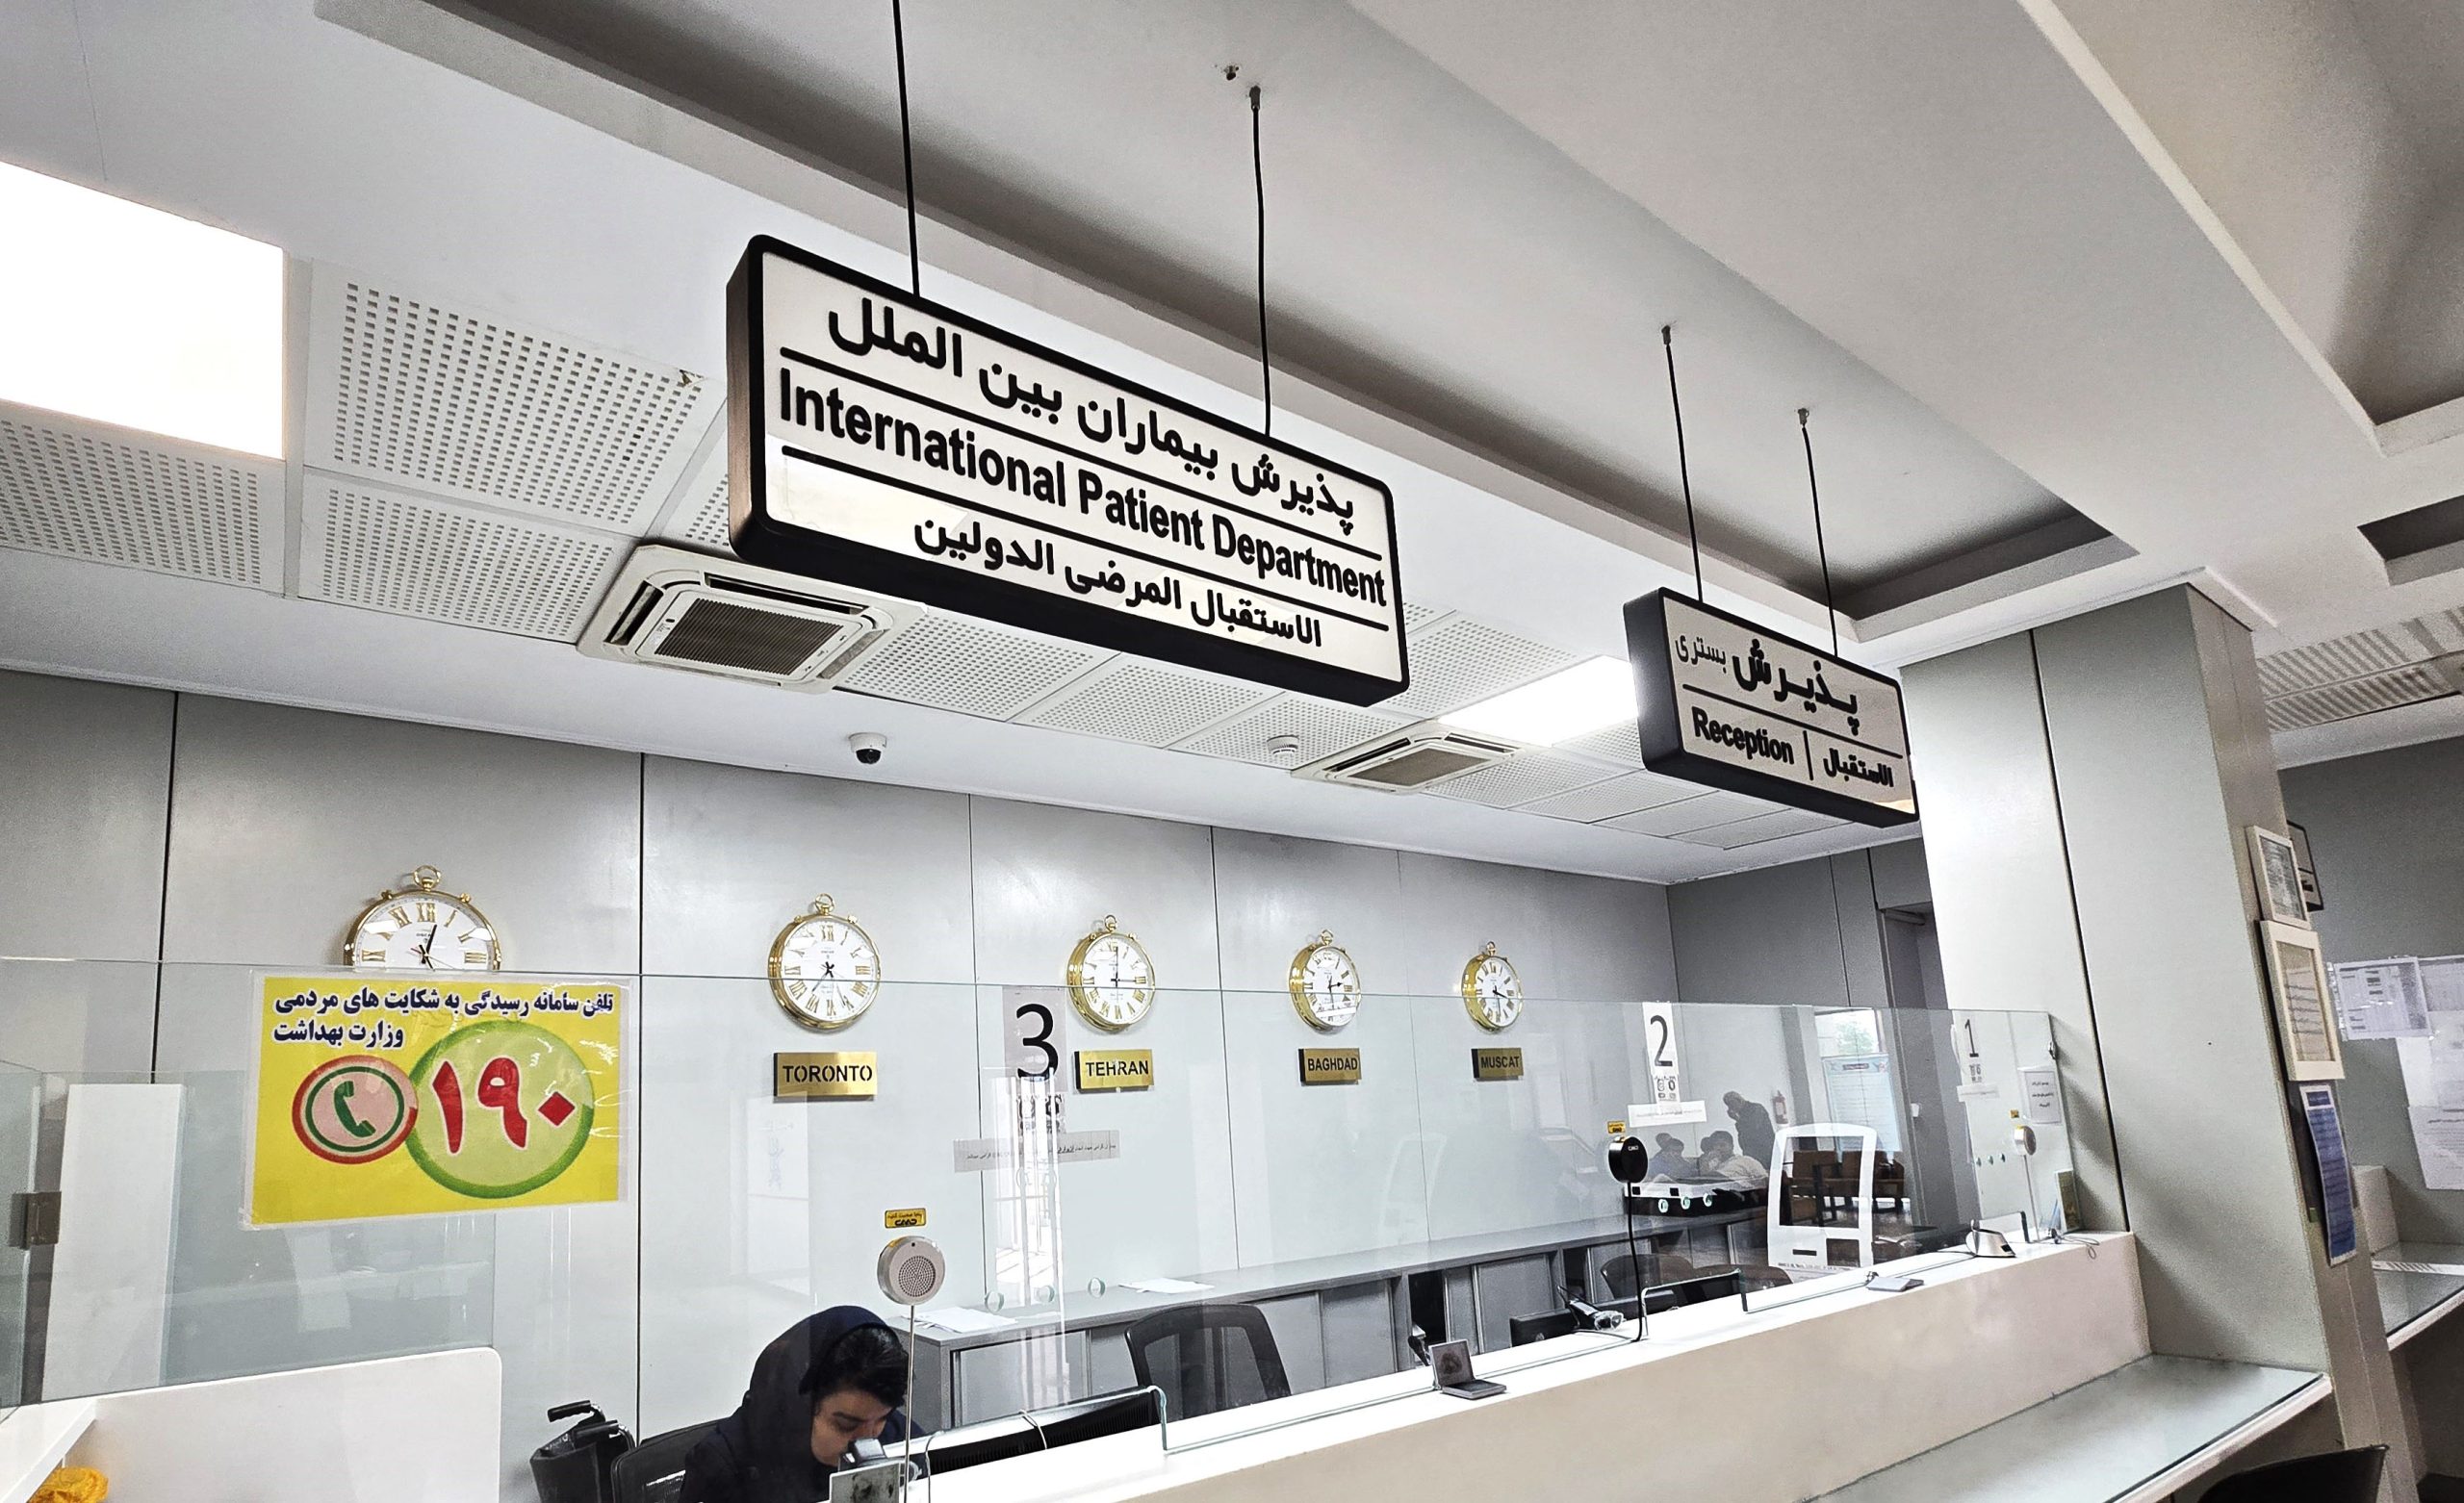 پذیرش بیماران بین الملل
International Patient Department
الاستقبال المرضی الدولین
پذیرش بستری
Reception
الاستقبال
تلفن سامانه رسیدگی به شکایت های مردمی
وزارت بهداشت
۱۹۰
TORONTO
3
TEHRAN
BAGHDAD
MUSCAT
2
1